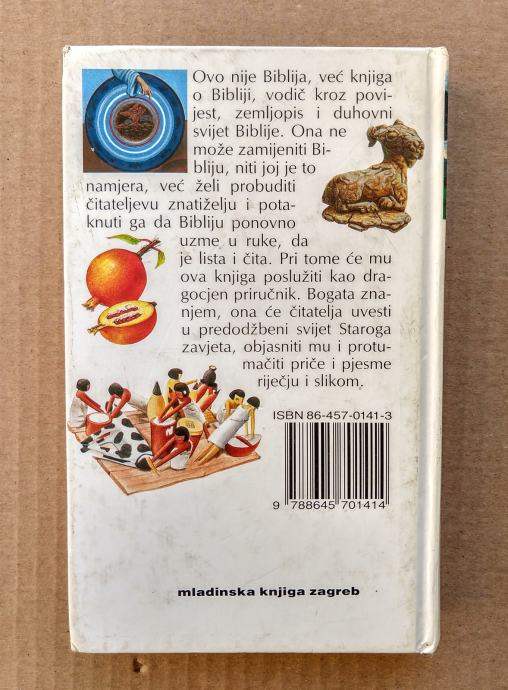 Ovo nije Biblija, već knjiga
o Bibliji, vodič kroz povi-
jest, zemljopis i duhovni
svijet Biblije. Ona ne
može zamijeniti Bi-
bliju, niti joj je to
namjera, već želi probuditi
čitateljevu znatiželju i pota-
knuti ga da Bibliju ponovno
uzme u ruke, da
je lista i čita. Pri tome će mu
ova knjiga poslužiti kao dra-
gocjen priručnik. Bogata zna-
njem, ona će čitatelja uvesti
u predodžbeni svijet Staroga
zavjeta, objasniti mu i protu-
mačiti priče i pjesme
riječju i slikom.
ISBN 86-457-0141-3
9 788645 701414
mladinska knjiga zagreb